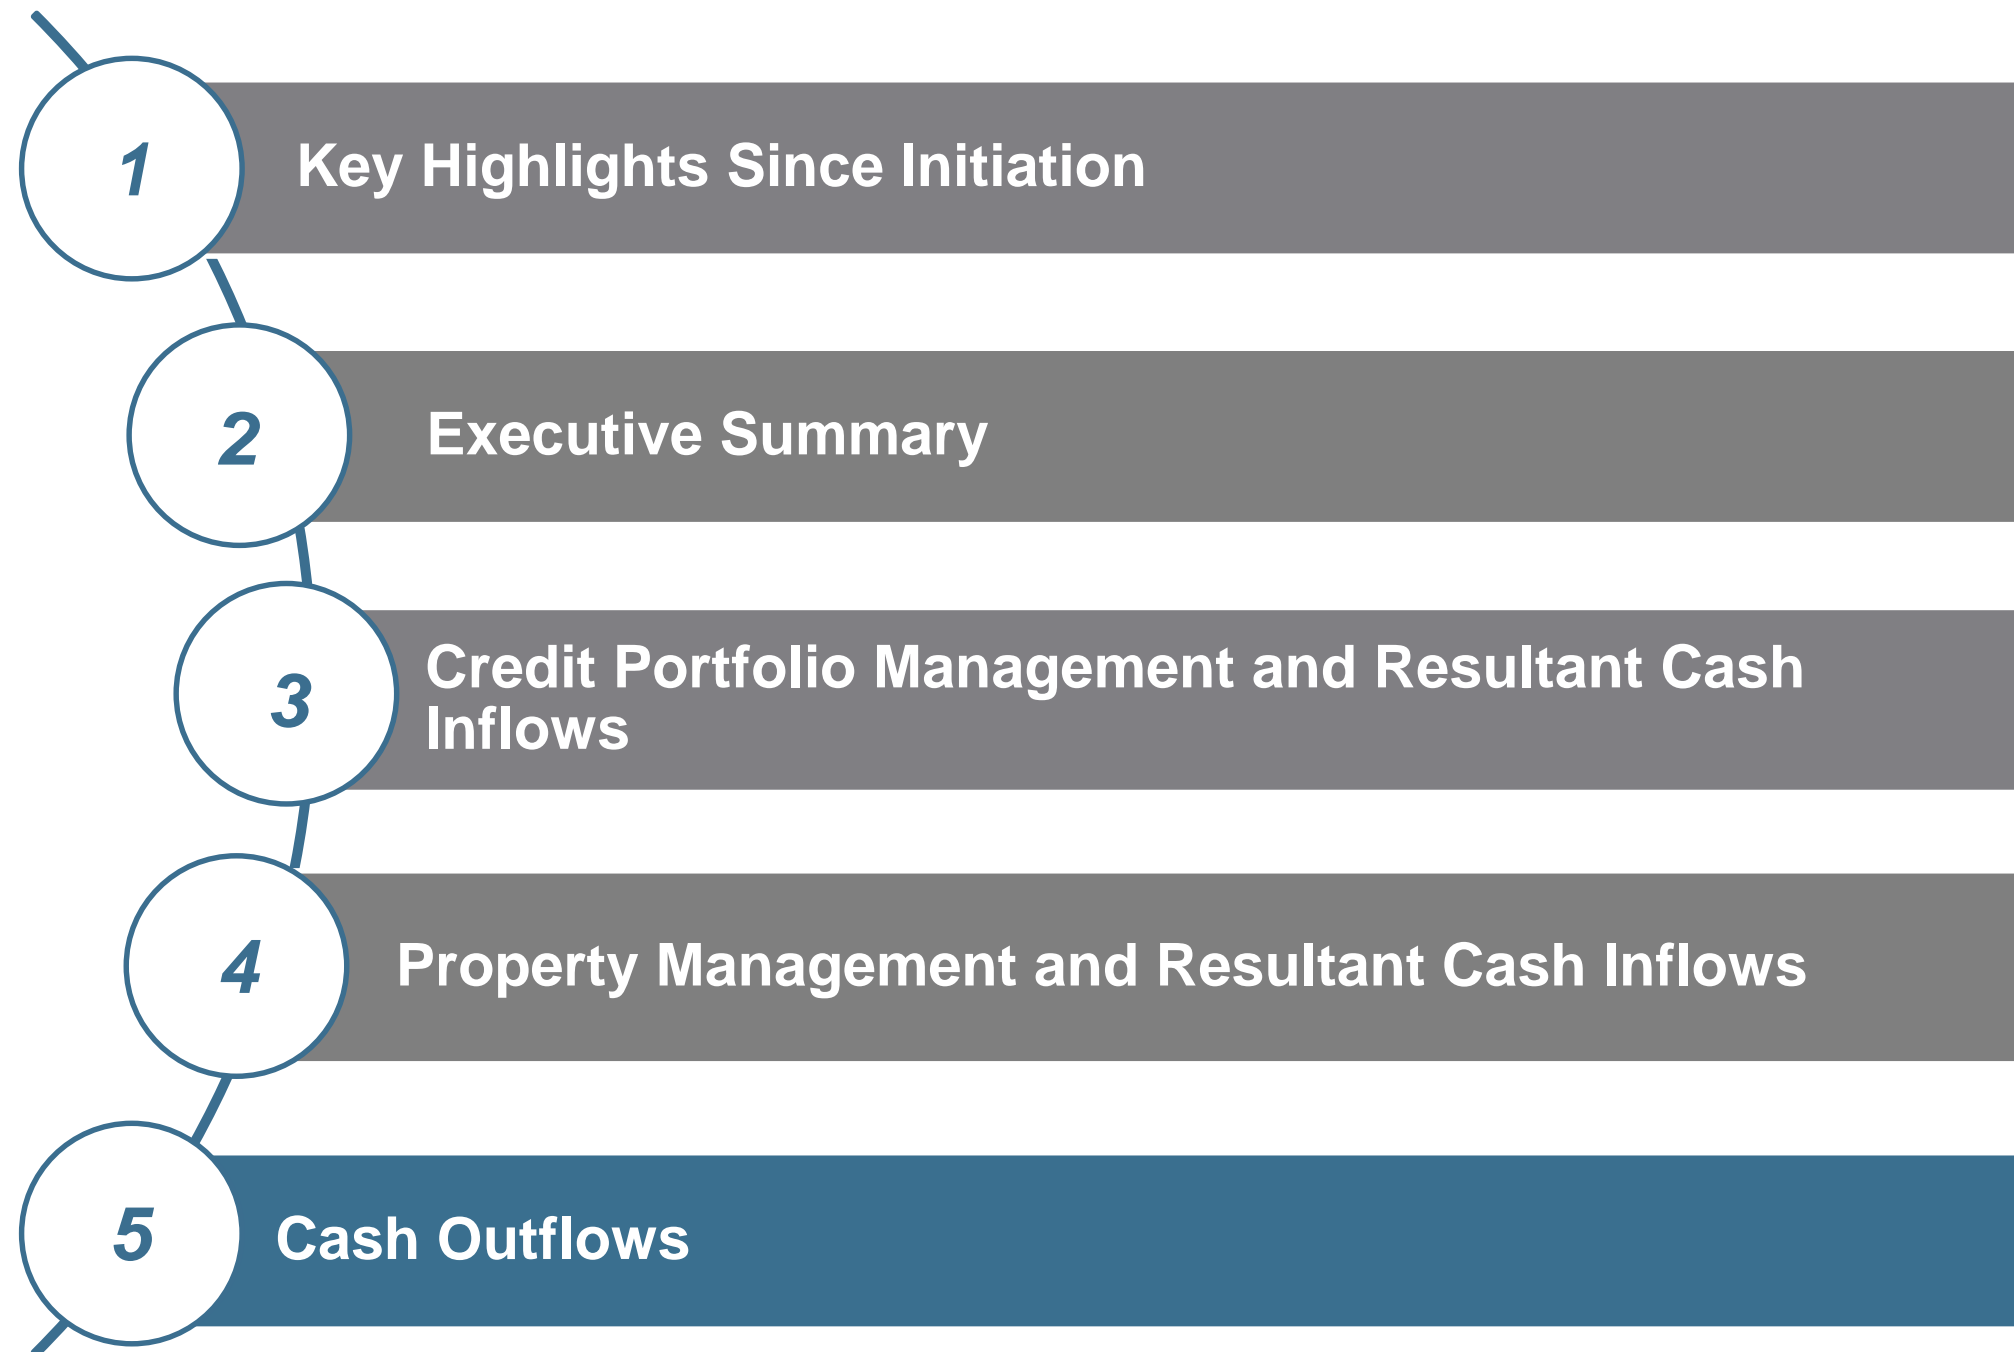 1
Key Highlights Since Initiation
2
Executive Summary
3
Credit Portfolio Management and Resultant Cash
Inflows
4
Property Management and Resultant Cash Inflows
5
Cash Outflows